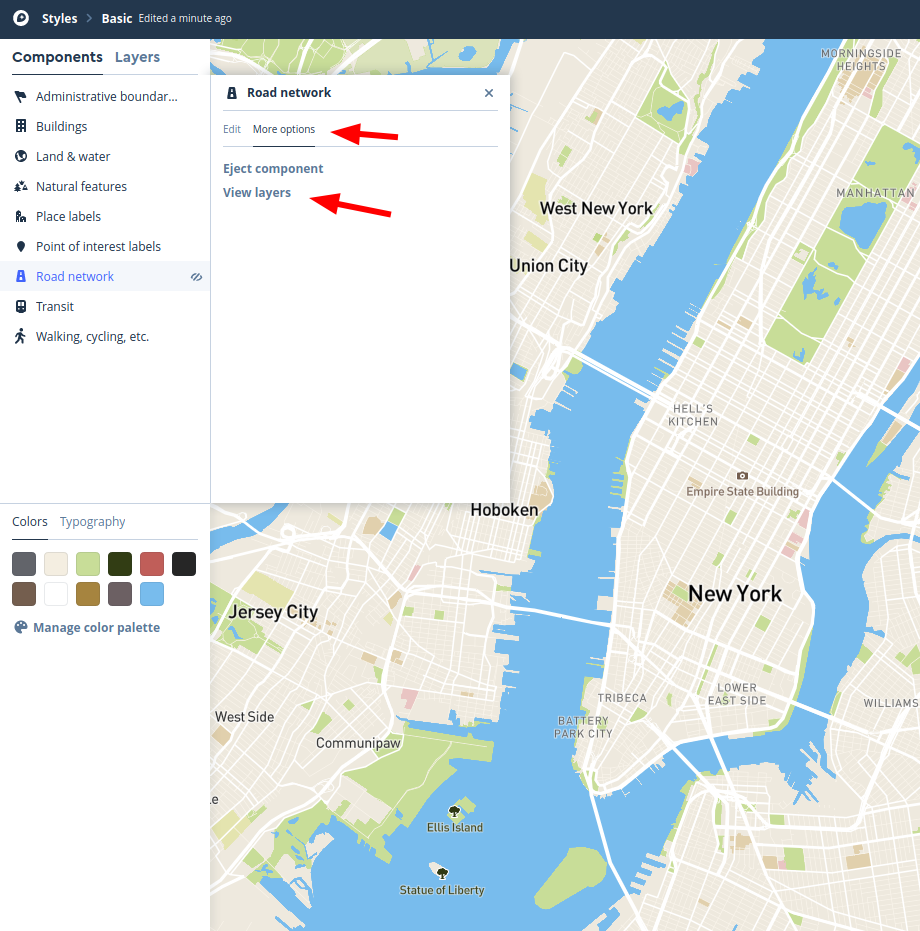 Styles > Basic Edited a minute ago
Components Layers
Administrative boundar...
Buildings
Land & water
Natural features
Place labels
Point of interest labels
Road network
Transit
Walking, cycling, etc.
Colors Typography
Manage color palette
Road network ×
Edit More options
Eject component
View layers
MORNINGSIDE
HEIGHTS
MANHATTAN
West New York
Union City
HELL'S
KITCHEN
Empire State Building
Hoboken
New York
Jersey City
TRIBECA
LOWER
EAST SIDE
WILLIAMS
West Side
BATTERY
PARK CITY
Communipaw
le
Ellis Island
Statue of Liberty